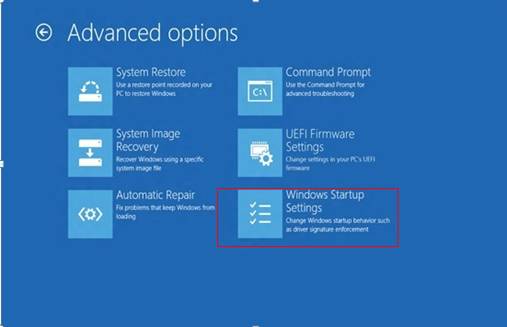 Advanced options
System Restore
Use a restore point recorded on your
PC to restore Windows
Command Prompt
Use the Command Prompt for
advanced troubleshooting
C:\
System Image
Recovery
Recover Windows using a specific
system image file
UEFI Firmware
Settings
Change settings in your PC's UEFI
firmware
Automatic Repair
Fix problems that keep Windows from
loading
Windows Startup
Settings
Change Windows startup behavior such
as driver signature enforcement